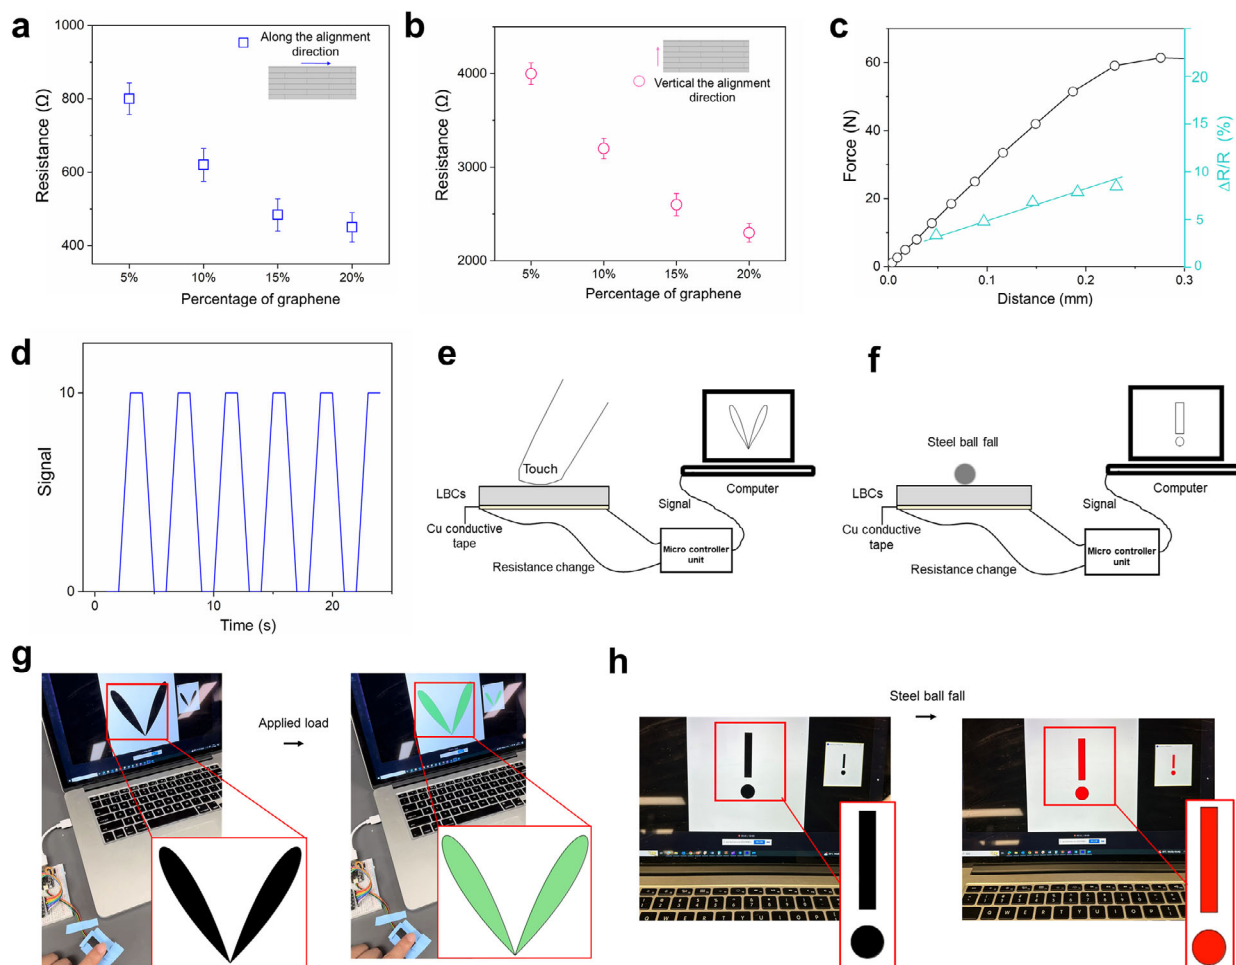 a
1000
800
600
400
Resistance (Ω)
5%
10%
15%
20%
Percentage of graphene
Along the alignment
direction
b
4000
3000
2000
Resistance (Ω)
5%
10%
15%
20%
Percentage of graphene
Vertical the alignment
direction
c
60
40
20
0
Force (N)
0.0
0.1
0.2
0.3
Distance (mm)
20
15
10
5
0
ΔR/R (%)
d
10
0
Signal
0
10
20
Time (s)
e
Touch
LBCs
Cu conductive
tape
Resistance change
Signal
Computer
Micro controller
unit
f
Steel ball fall
LBCs
Cu conductive
tape
Resistance change
Signal
Computer
Micro controller
unit
g
Applied load
h
Steel ball fall